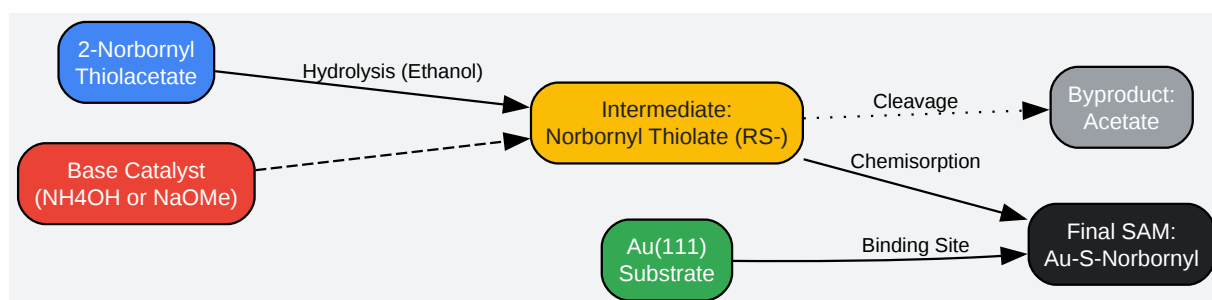 2-Norbornyl
Thiolacetate
Hydrolysis (Ethanol)
Base Catalyst
(NH4OH or NaOMe)
Intermediate:
Norbornyl Thiolate (RS-)
Cleavage
Byproduct:
Acetate
Chemisorption
Au(111)
Substrate
Binding Site
Final SAM:
Au-S-Norbornyl